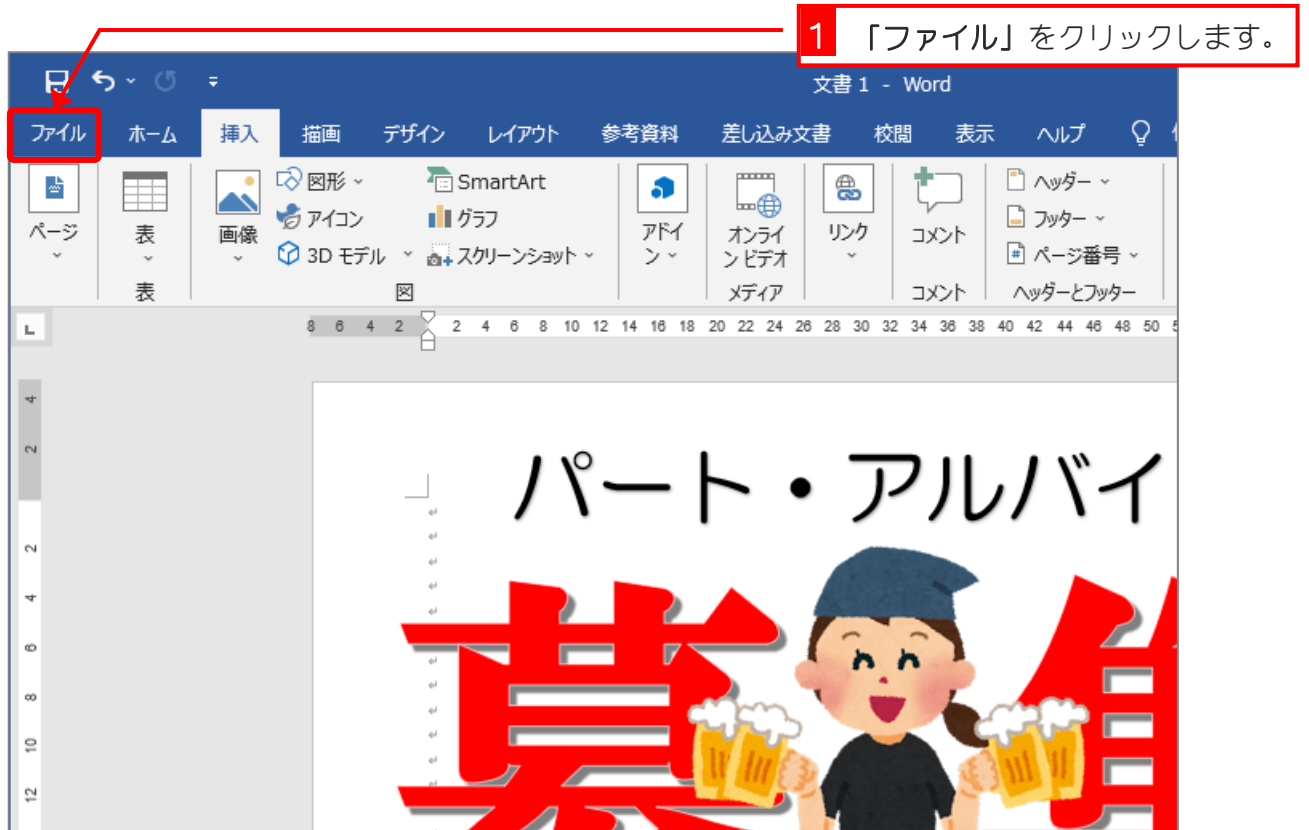 1 「ファイル」をクリックします。
文書 1 - Word
ファイル ホーム 挿入 描画 デザイン レイアウト 参考資料 差し込み文書 校閲 表示 ヘルプ
図形 SmartArt ヘッダー
アイコン グラフ フッター
3D モデル スクリーンショット ページ番号
ページ 表 画像 アドイン オンライン ビデオ リンク コメント
表 図 メディア コメント ヘッダーとフッター
L 8 6 4 2 2 4 6 8 10 12 14 16 18 20 22 24 26 28 30 32 34 36 38 40 42 44 46 48 50
4
2
2
4
6
8
10
12
パート・アルバイ
募